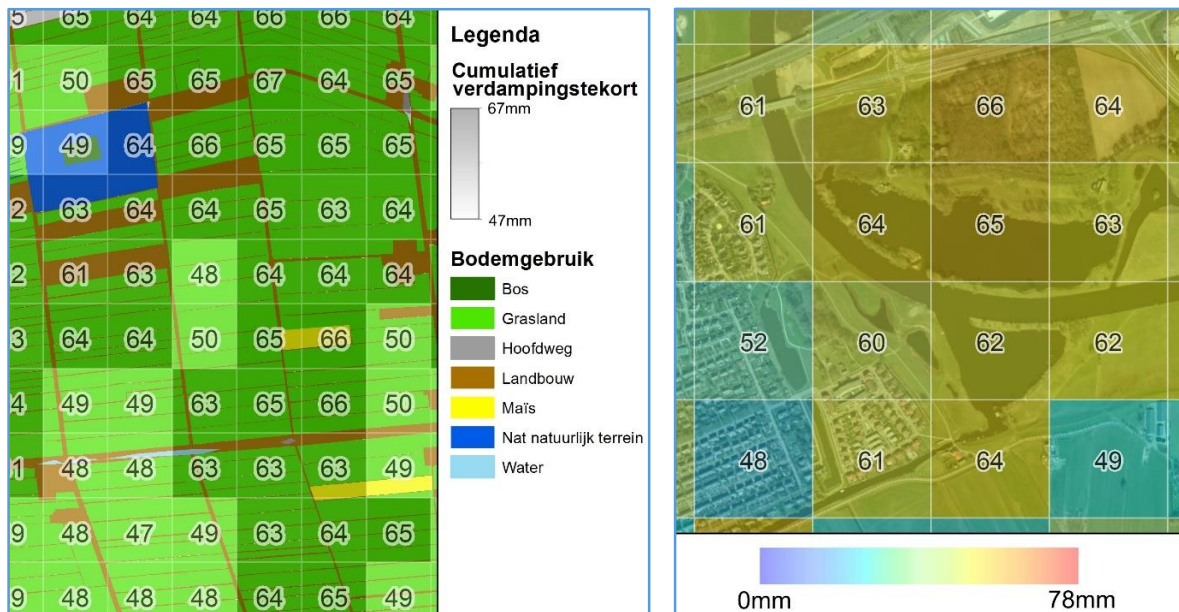 5 65 64 64 66 66 64
1 50 65 65 67 64 65
9 49 64 66 65 65 65
2 63 64 64 65 63 64
2 61 63 48 64 64 64
3 64 64 50 65 66 50
4 49 49 63 65 66 50
1 48 48 63 63 63 49
9 48 47 49 63 64 65
9 48 48 48 64 65 49
Legenda
Cumulatief
verdampingstekort
67mm
47mm
Bodemgebruik
Bos
Grasland
Hoofdweg
Landbouw
Maïs
Nat natuurlijk terrein
Water
61 63 66 64
61 64 65 63
52 60 62 62
48 61 64 49
0mm 78mm